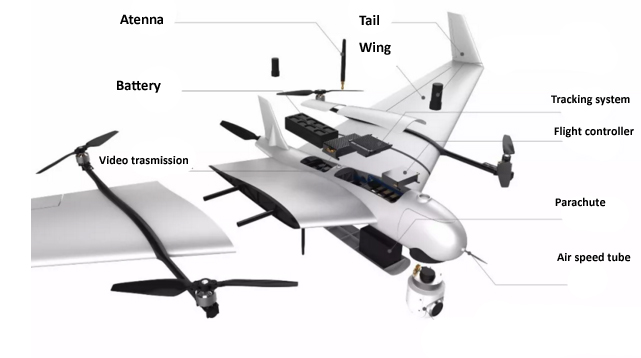 Atenna
Tail
Wing
Battery
Tracking system
Flight controller
Video trasmission
Parachute
Air speed tube